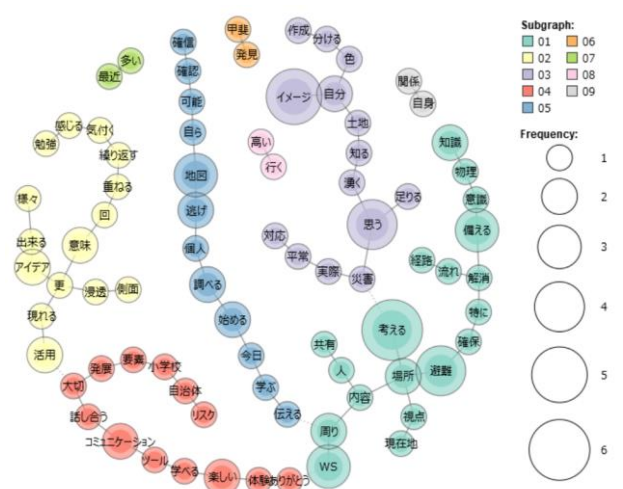 確信
確認
可能
自ら
地図
逃げ
個人
調べる
始める
今日
学ぶ
伝える
甲斐
発見
作成
分ける
色
イメージ
自分
土地
知る
湧く
足りる
思う
対応
平常
実際
災害
関係
自身
高い
行く
多い
最近
感じる
気付く
勉強
繰り返す
重ねる
回
様々
出来る
アイデア
意味
更
浸透
側面
現れる
活用
大切
発展
要素
小学校
自治体
リスク
話し合う
コミュニケーション
ツール
学べる
楽しい
体験
ありがとう
知識
物理
意識
備える
経路
流れ
解消
特に
確保
避難
考える
場所
共有
人
内容
視点
現在地
周り
WS
Subgraph:
01 06
02 07
03 08
04 09
05
Frequency:
1
2
3
4
5
6